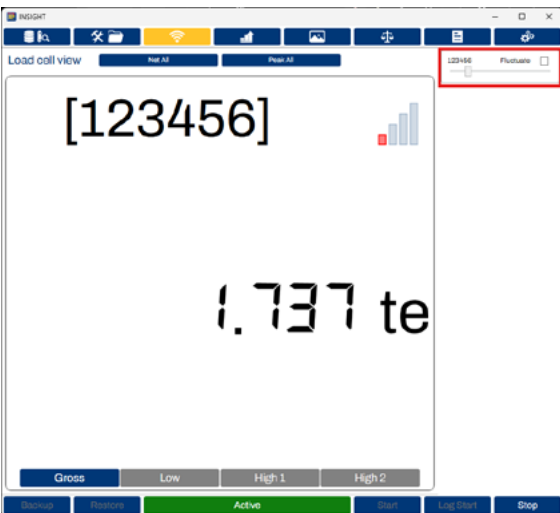 INSIGHT
Load cell view Net All Peak All
123456 Fluctuate
[123456]
1.737 te
Gross Low High 1 High 2
Backup Restore Active Start Log Start Stop